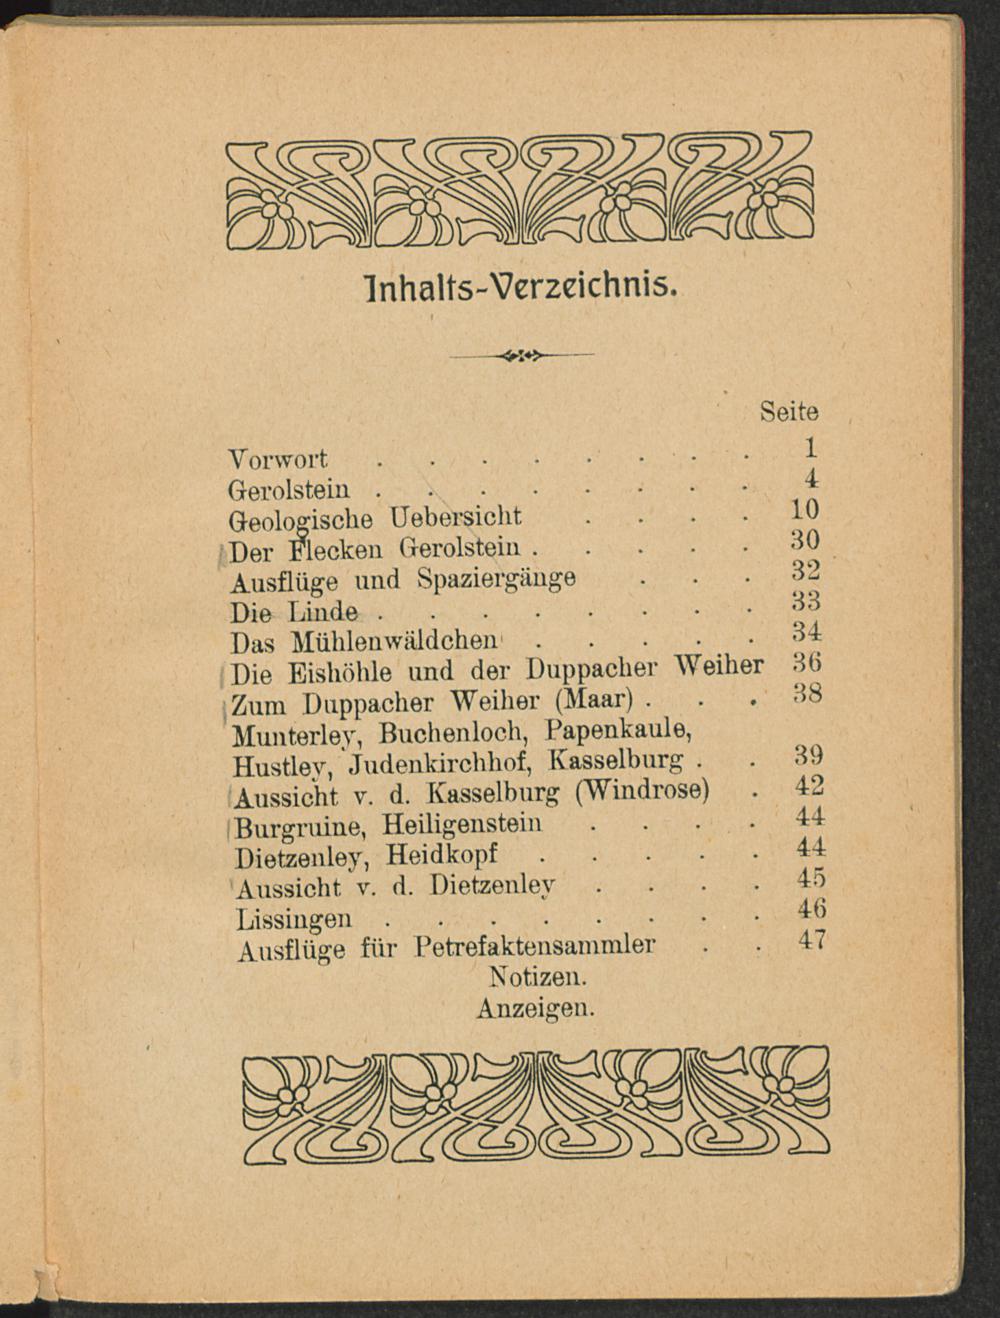 Inhalts-Verzeichnis.
Seite
Vorwort . . . . . . . . 1
Gerolstein . . . . . . . . 4
Geologische Uebersicht . . . . 10
Der Flecken Gerolstein . . . . . 30
Ausflüge und Spaziergänge . . . 32
Die Linde . . . . . . . . 33
Das Mühlenwäldchen . . . . . 34
Die Eishöhle und der Duppacher Weiher 36
Zum Duppacher Weiher (Maar) . . . 38
Munterley, Buchenloch, Papenkaule,
Hustley, Judenkirchhof, Kasselburg . . 39
Aussicht v. d. Kasselburg (Windrose) . 42
Burgruine, Heiligenstein . . . . 44
Dietzenley, Heidkopf . . . . . 44
Aussicht v. d. Dietzenley . . . . 45
Lissingen . . . . . . . . 46
Ausflüge für Petrefaktensammler . . 47
Notizen.
Anzeigen.